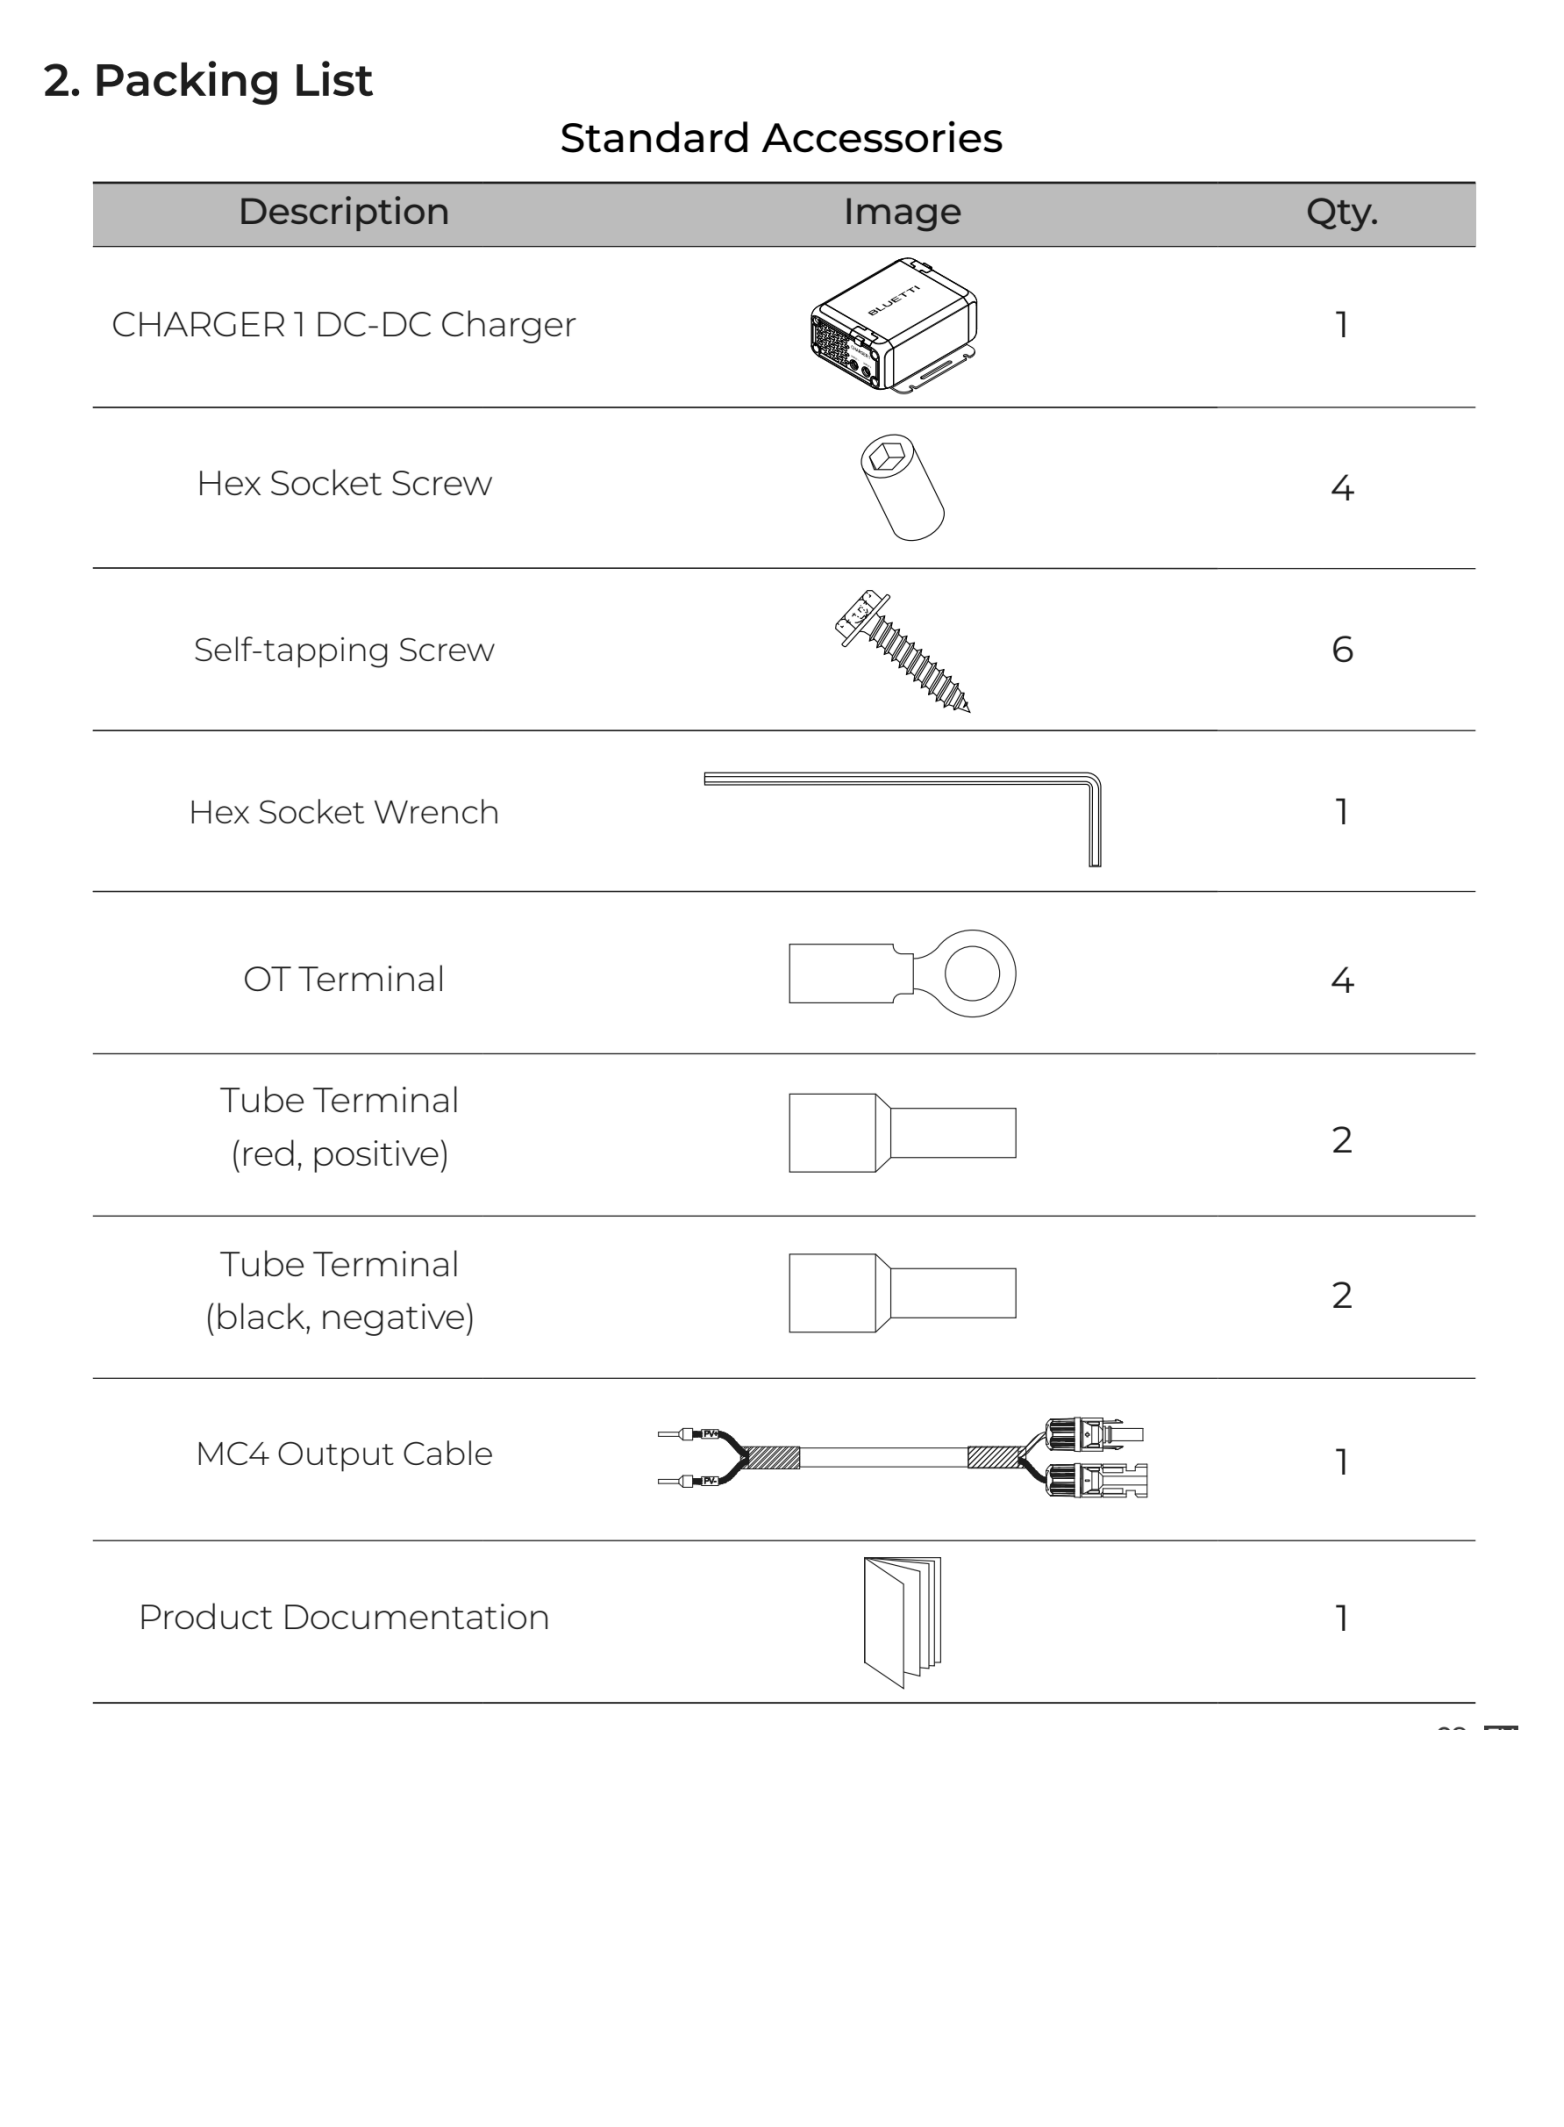 2. Packing List
Standard Accessories
Description Image Qty.
CHARGER 1 DC-DC Charger BLUETTI 1
Hex Socket Screw 4
Self-tapping Screw 6
Hex Socket Wrench 1
OT Terminal 4
Tube Terminal
(red, positive) 2
Tube Terminal
(black, negative) 2
PV+
MC4 Output Cable 1
PV-
Product Documentation 1